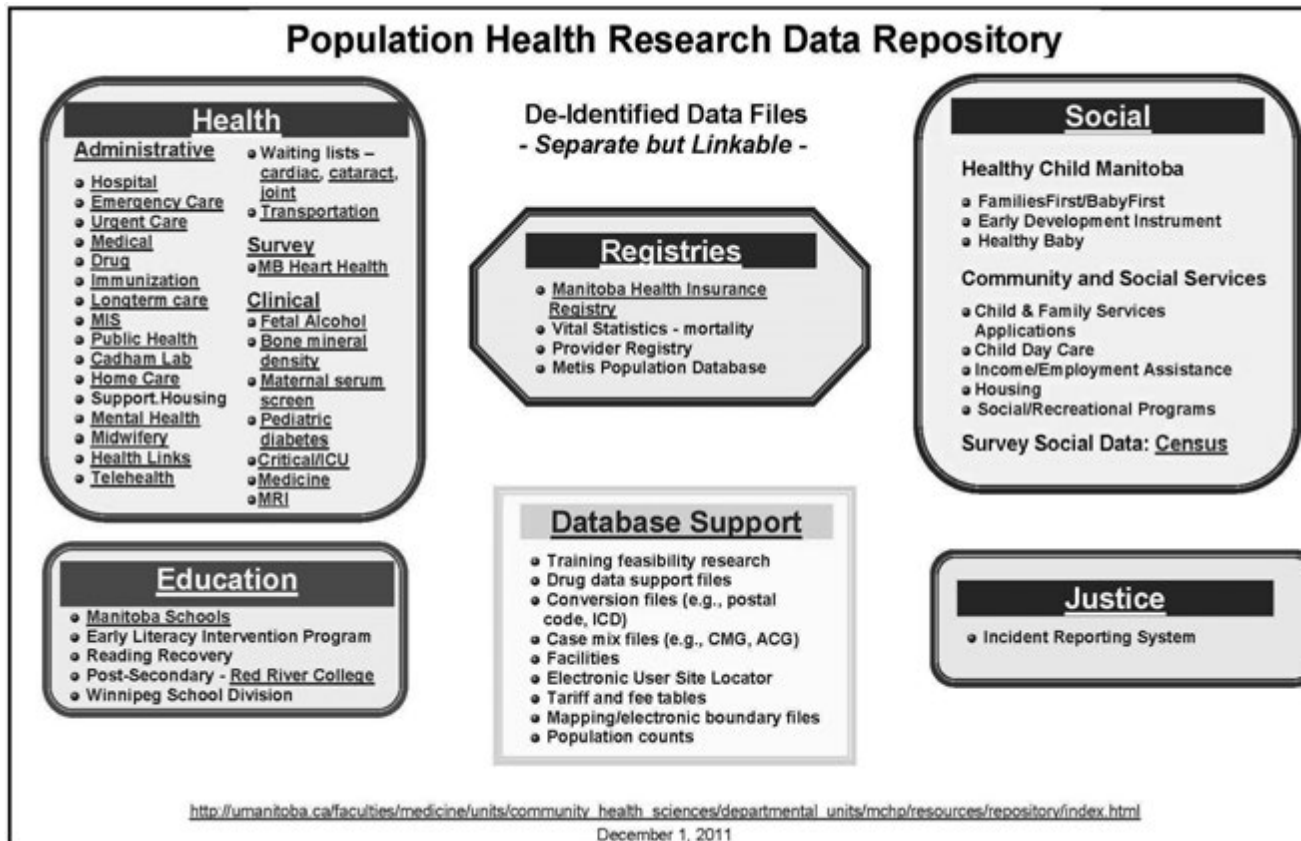 Population Health Research Data Repository
Health
Administrative
Hospital
Emergency Care
Urgent Care
Medical
Drug
Immunization
Longterm care
MIS
Public Health
Cadham Lab
Home Care
Support.Housing
Mental Health
Midwifery
Health Links
Telehealth
Waiting lists –
cardiac, cataract,
joint
Transportation
Survey
MB Heart Health
Clinical
Fetal Alcohol
Bone mineral
density
Maternal serum
screen
Pediatric
diabetes
Critical/ICU
Medicine
MRI
De-Identified Data Files
- Separate but Linkable -
Registries
Manitoba Health Insurance
Registry
Vital Statistics - mortality
Provider Registry
Metis Population Database
Social
Healthy Child Manitoba
FamiliesFirst/BabyFirst
Early Development Instrument
Healthy Baby
Community and Social Services
Child & Family Services
Applications
Child Day Care
Income/Employment Assistance
Housing
Social/Recreational Programs
Survey Social Data: Census
Education
Manitoba Schools
Early Literacy Intervention Program
Reading Recovery
Post-Secondary - Red River College
Winnipeg School Division
Database Support
Training feasibility research
Drug data support files
Conversion files (e.g., postal
code, ICD)
Case mix files (e.g., CMG, ACG)
Facilities
Electronic User Site Locator
Tariff and fee tables
Mapping/electronic boundary files
Population counts
Justice
Incident Reporting System
http://umanitoba.ca/faculties/medicine/units/community_health_sciences/departmental_units/mchp/resources/repository/index.html
December 1, 2011